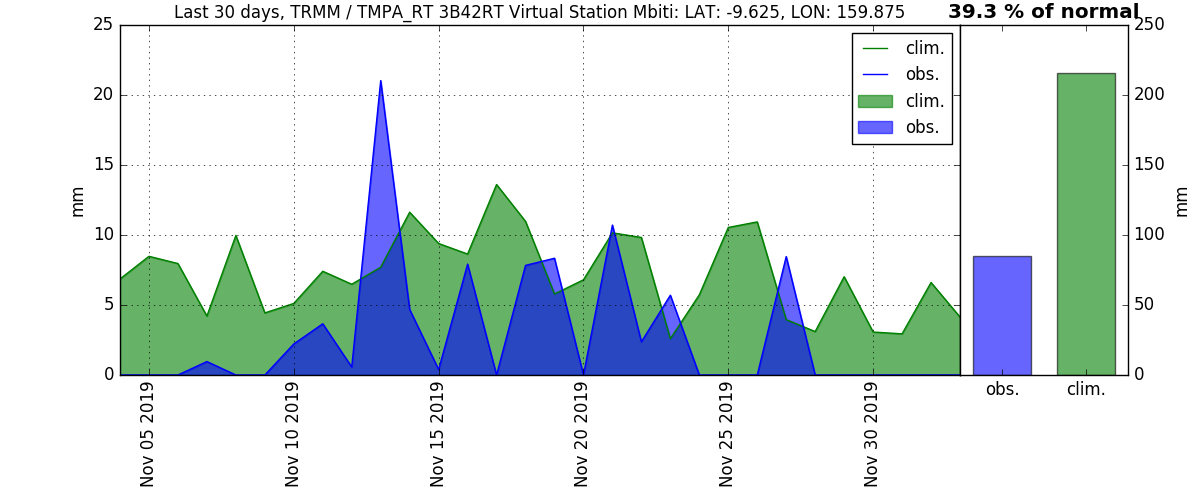 Last 30 days, TRMM / TMPA_RT 3B42RT Virtual Station Mbiti: LAT: -9.625, LON: 159.875
39.3 % of normal
25
20
15
10
5
0
mm
clim.
obs.
clim.
obs.
Nov 05 2019
Nov 10 2019
Nov 15 2019
Nov 20 2019
Nov 25 2019
Nov 30 2019
250
200
150
100
50
0
mm
obs.
clim.